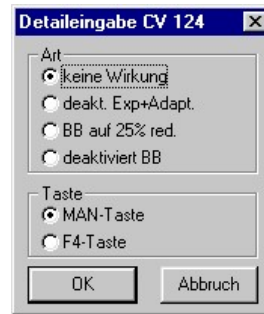 Detaileingabe CV 124
Art
keine Wirkung
deakt. Exp+Adapt.
BB auf 25% red.
deaktiviert BB
Taste
MAN-Taste
F4-Taste
OK
Abbruch